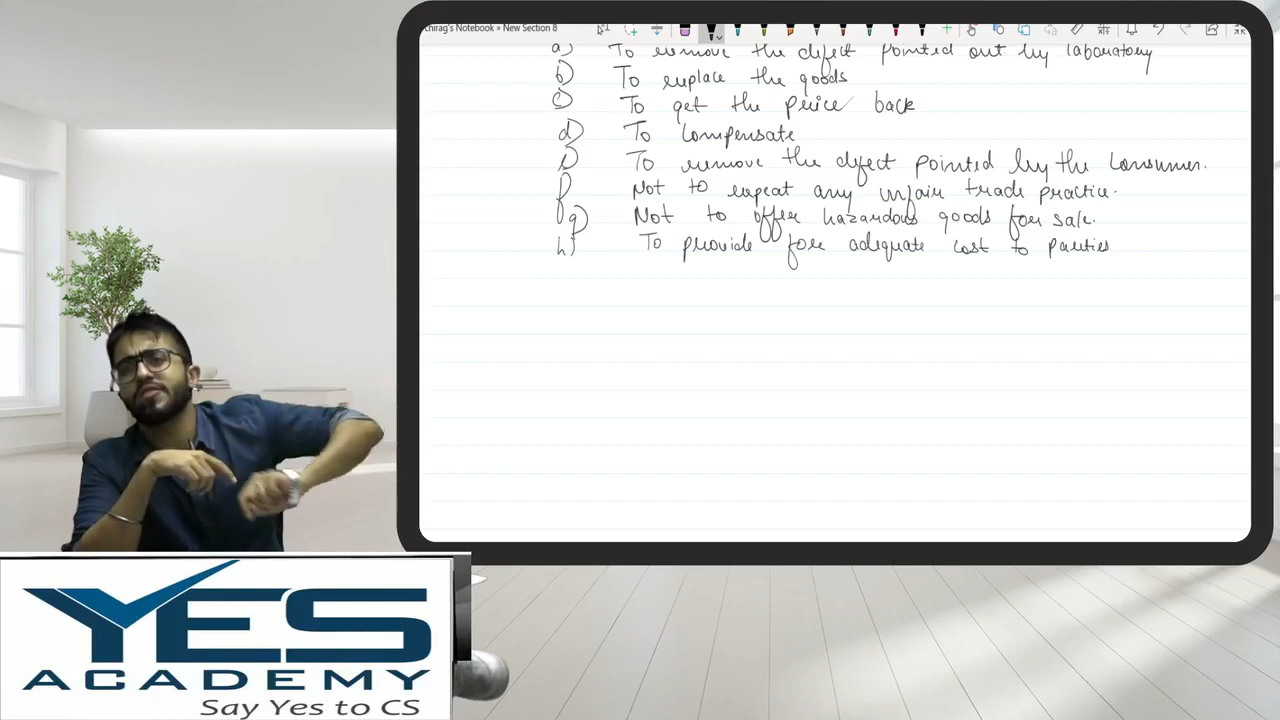 chirag's Notebook » New Section 8
a) To remove the defect pointed out by laboratory
b) To replace the goods
c) To get the price back
d) To compensate
e) To remove the defect pointed by the consumer.
f) Not to repeat any unfair trade practice.
g) Not to offer hazardous goods for sale.
h) To provide for adequate cost to parties
YES
ACADEMY
Say Yes to CS